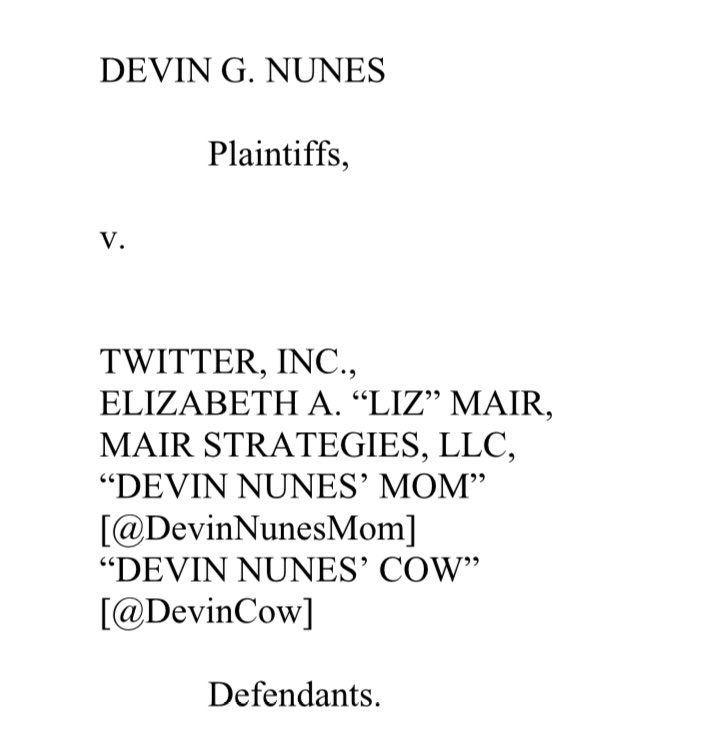 DEVIN G. NUNES
Plaintiffs,
v.
TWITTER, INC.,
ELIZABETH A. “LIZ” MAIR,
MAIR STRATEGIES, LLC,
“DEVIN NUNES’ MOM”
[@DevinNunesMom]
“DEVIN NUNES’ COW”
[@DevinCow]
Defendants.